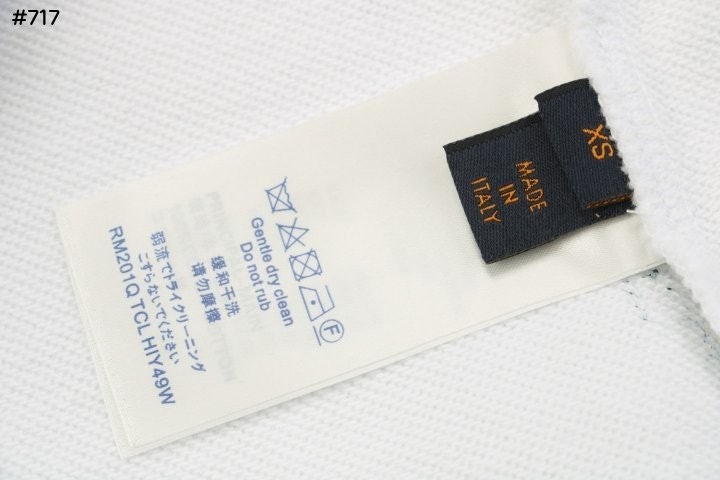 #717
XS
MADE
IN
ITALY
Gentle dry clean
Do not rub
缓和干洗
请勿摩擦
弱流でトライクリーニング
こすらないでください
RM201Q TCL HIY49W
F